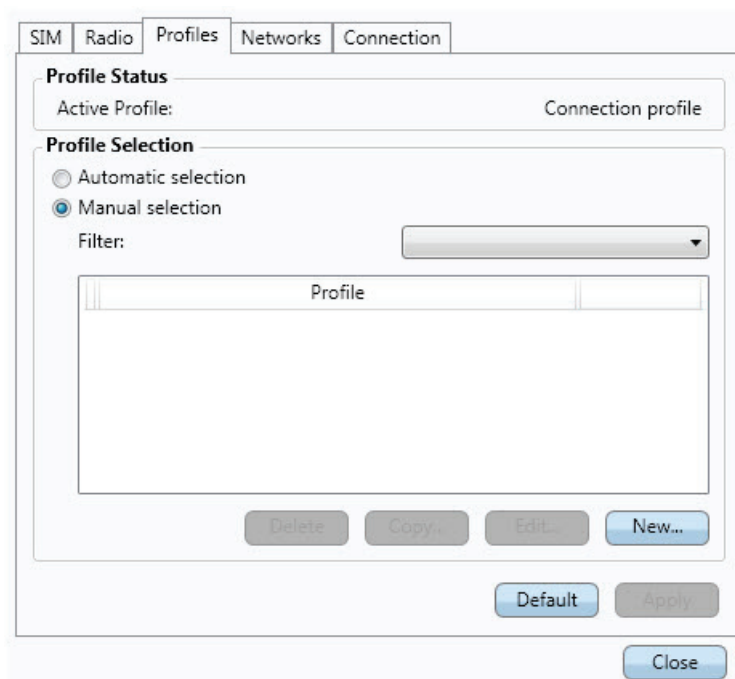 SIM Radio Profiles Networks Connection
Profile Status
Active Profile: Connection profile
Profile Selection
Automatic selection
Manual selection
Filter:
Profile
Delete Copy... Edit... New...
Default Apply
Close